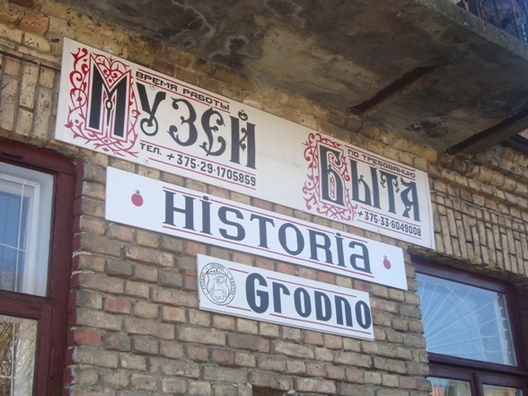 Музей Быта
ВРЕМЯ РАБОТЫ
ПО ТРЕБОВАНИЮ
ТЕЛ. +375-29-1705859
+375-33-6049008
Historia
Grodno